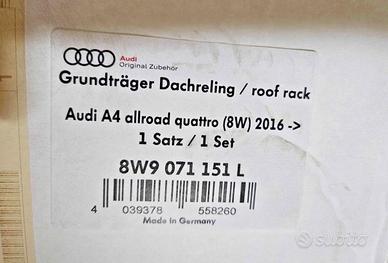 Audi
Original Zubehör
Grundträger Dachreling / roof rack
Audi A4 allroad quattro (8W) 2016 ->
1 Satz / 1 Set
8W9 071 151 L
4 039378 558260
Made in Germany
subito